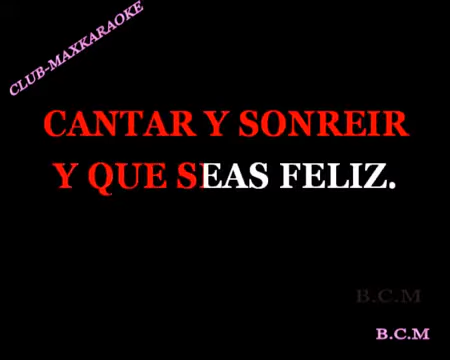 CLUB-MAXKARAOKE
CANTAR Y SONREIR
Y QUE SEAS FELIZ.
B.C.M
B.C.M